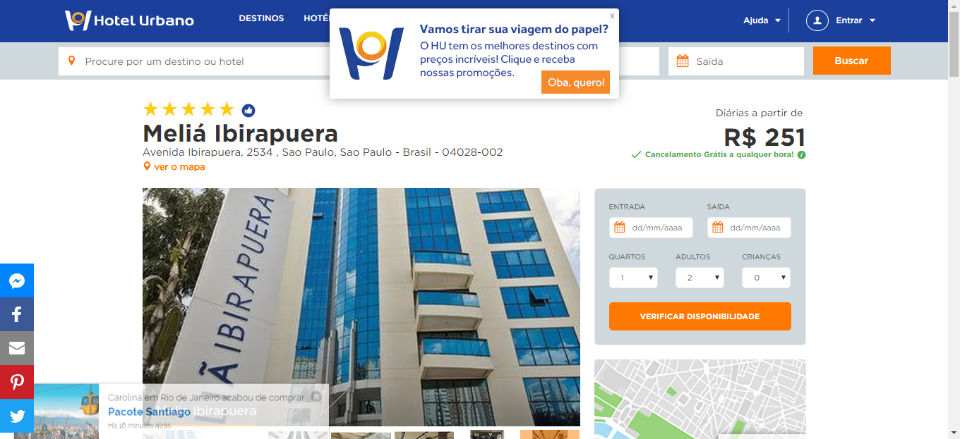 Hotel Urbano
DESTINOS
Ajuda
Entrar
x
Vamos tirar sua viagem do papel?
O HU tem os melhores destinos com
preços incríveis! Clique e receba
nossas promoções.
Oba, quero!
Procure por um destino ou hotel
Saída
Buscar
Meliá Ibirapuera
Avenida Ibirapuera, 2534 , Sao Paulo, Sao Paulo - Brasil - 04028-002
ver o mapa
Diárias a partir de
R$ 251
Cancelamento Grátis a qualquer hora!
IBIRAPUERA
ENTRADA
SAÍDA
dd/mm/aaaa
dd/mm/aaaa
QUARTOS
ADULTOS
CRIANÇAS
1
2
0
VERIFICAR DISPONIBILIDADE
Carolina em Rio de Janeiro acabou de comprar
Pacote Santiago
Ibirapuera
Há 16 minutos atrás